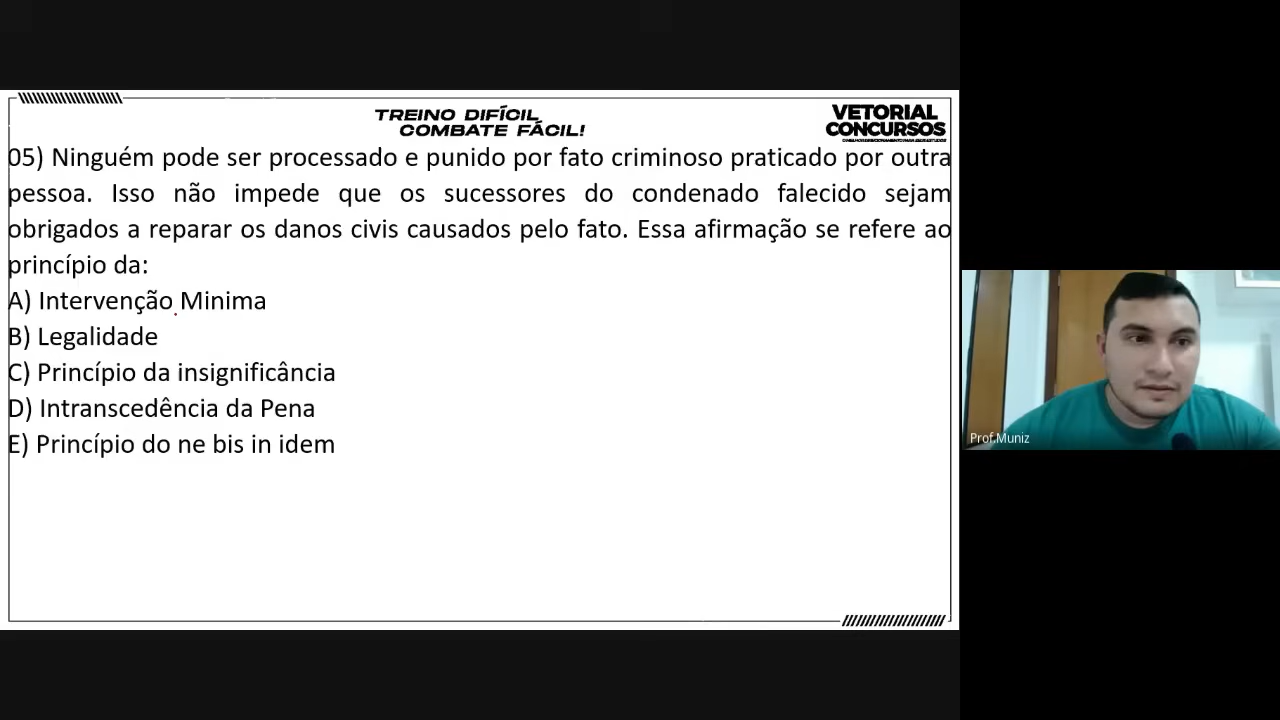 TREINO DIFÍCIL
COMBATE FÁCIL!
VETORIAL
CONCURSOS
05) Ninguém pode ser processado e punido por fato criminoso praticado por outra
pessoa. Isso não impede que os sucessores do condenado falecido sejam
obrigados a reparar os danos civis causados pelo fato. Essa afirmação se refere ao
princípio da:
A) Intervenção Minima
B) Legalidade
C) Princípio da insignificância
D) Intranscedência da Pena
E) Princípio do ne bis in idem
Prof.Muniz